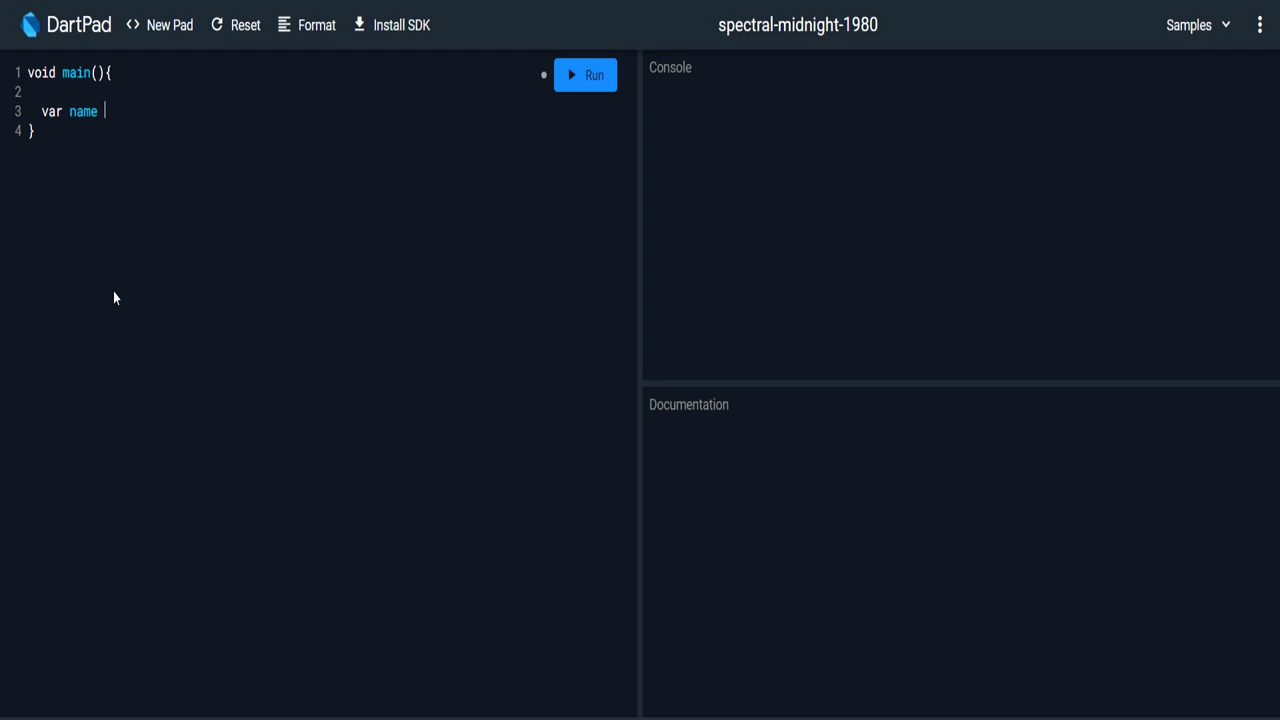 DartPad <> New Pad Reset Format Install SDK spectral-midnight-1980 Samples
1 void main(){
2
3 var name
4 }
Run
Console
Documentation